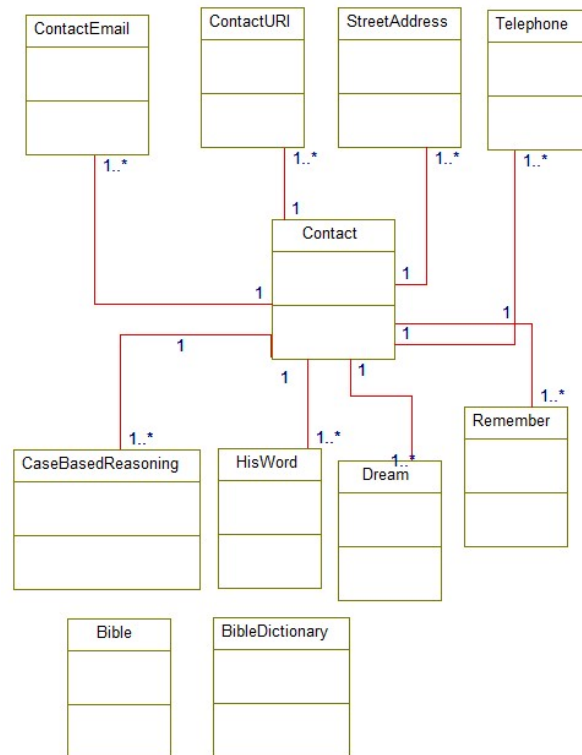 ContactEmail
ContactURI
StreetAddress
Telephone
1..*
1..*
1..*
1..*
1
Contact
1
1
1
1
1
1
1
1..*
1..*
1..*
1..*
CaseBasedReasoning
HisWord
Dream
Remember
Bible
BibleDictionary